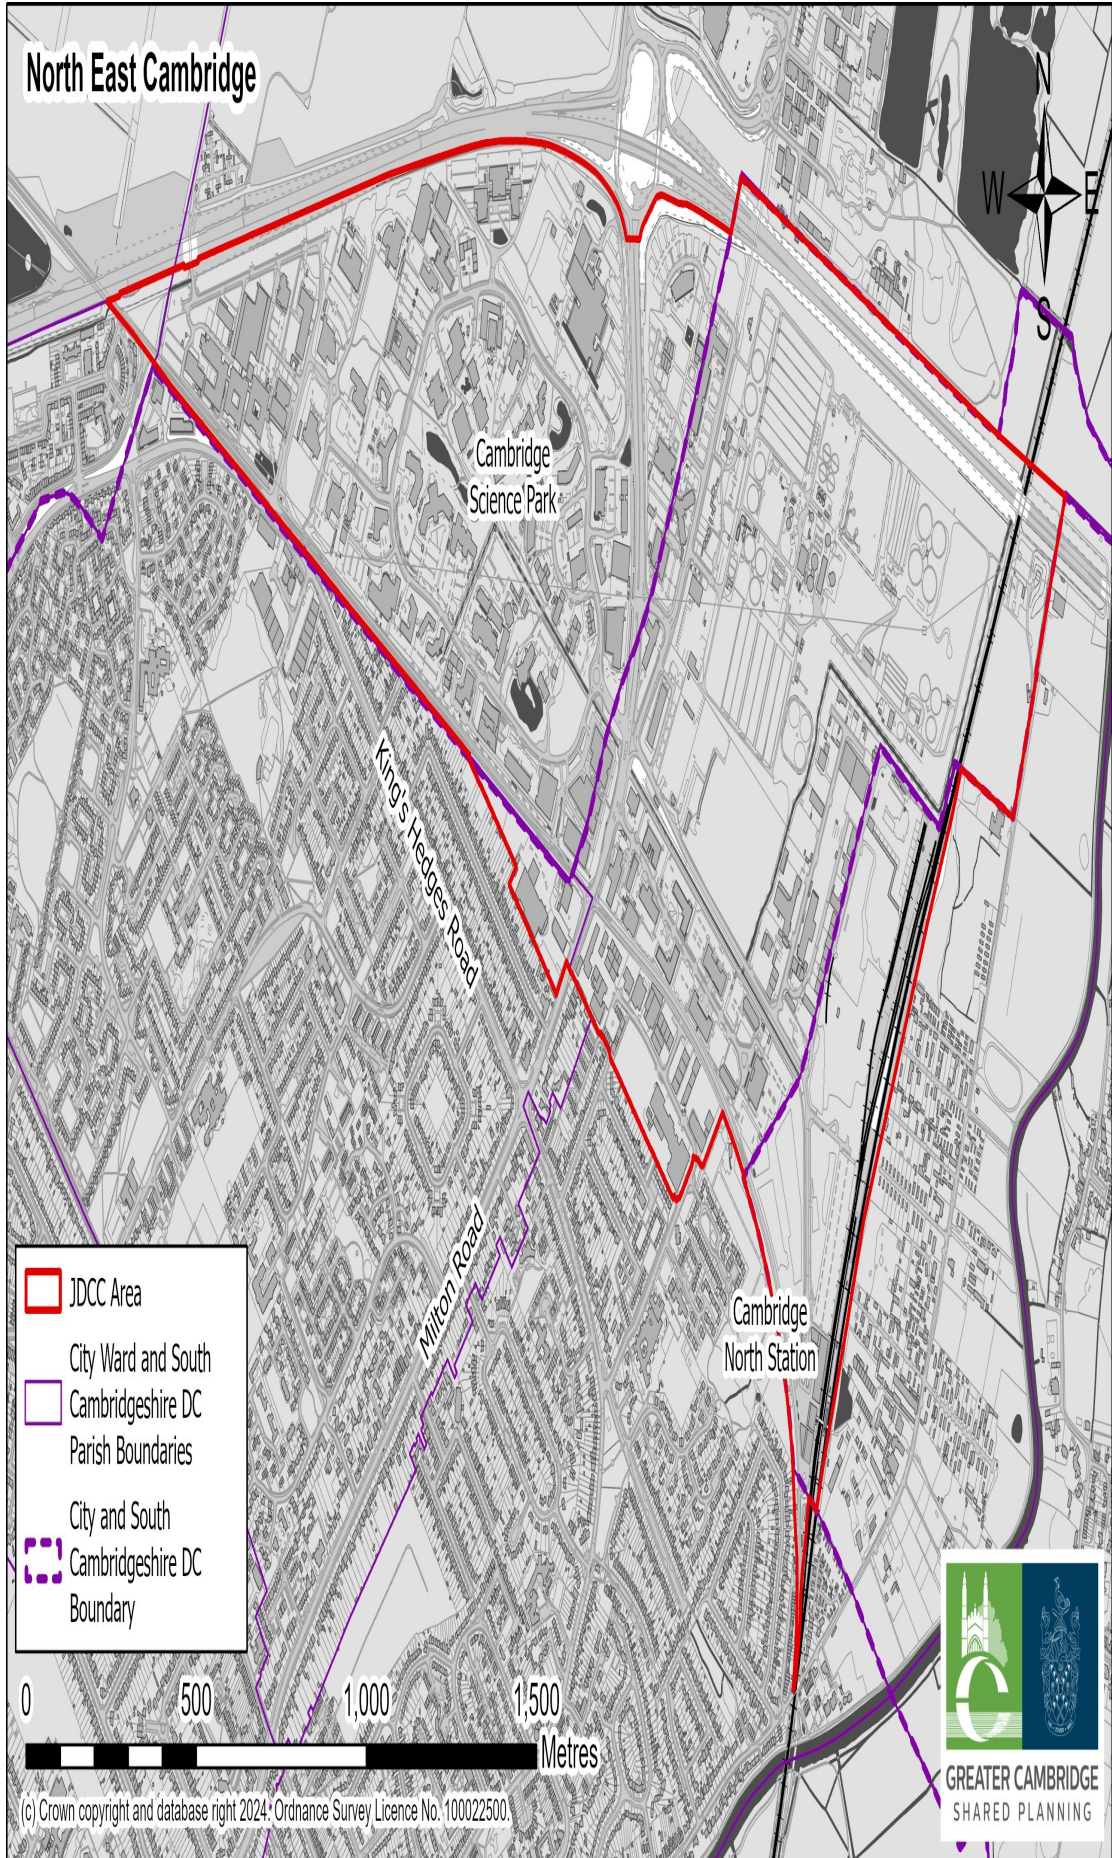 North East Cambridge
N
W
E
S
Cambridge
Science Park
King's Hedges Road
Milton Road
Cambridge
North Station
JDCC Area
City Ward and South
Cambridgeshire DC
Parish Boundaries
City and South
Cambridgeshire DC
Boundary
0 500 1,000 1,500
Metres
(c) Crown copyright and database right 2024. Ordnance Survey Licence No. 100022500.
GREATER CAMBRIDGE
SHARED PLANNING